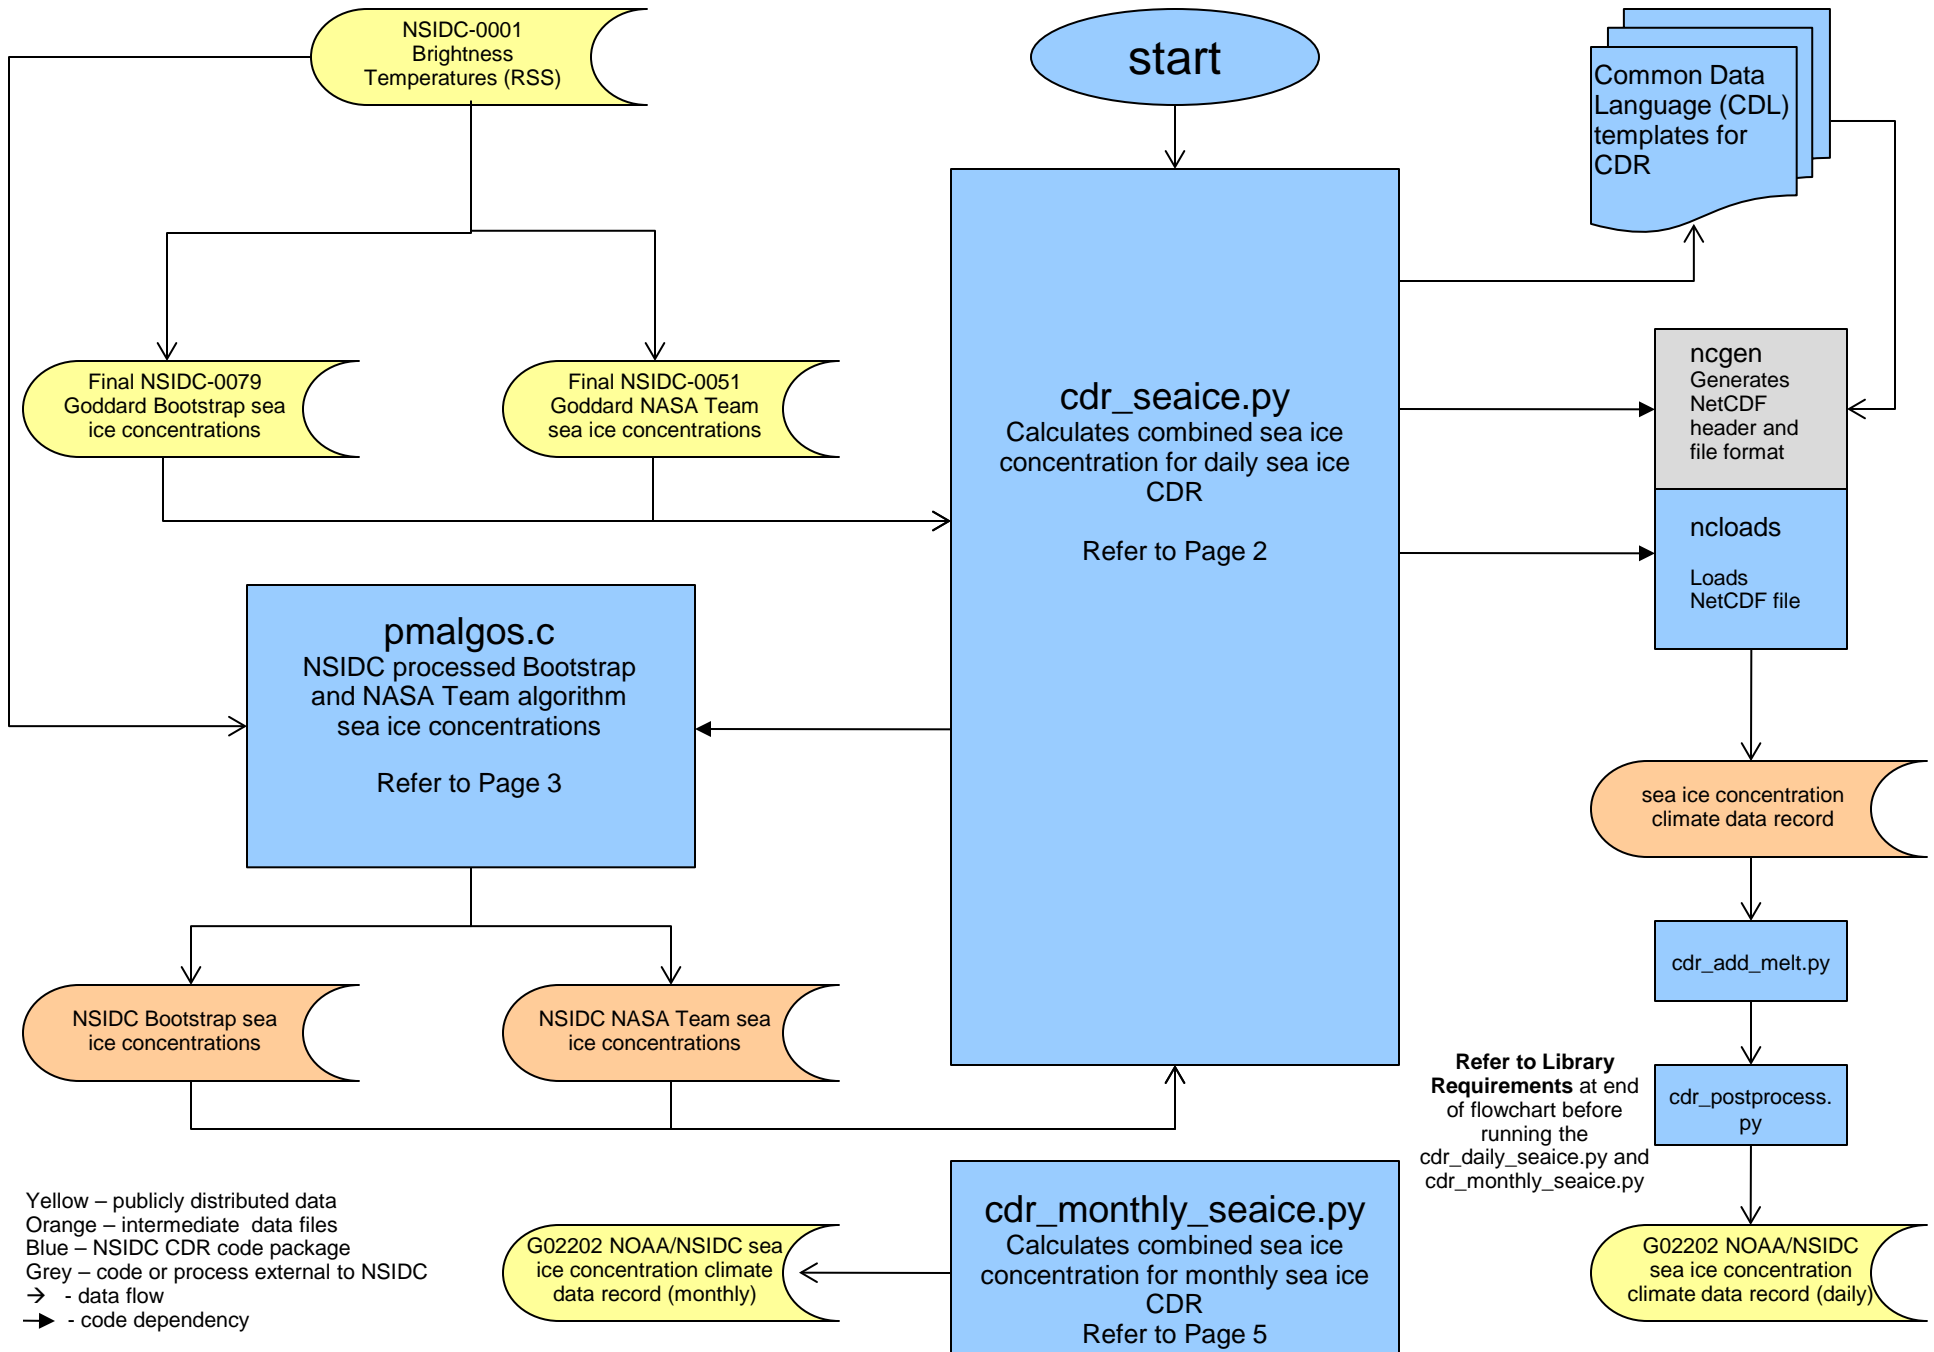 NSIDC-0001
Brightness
Temperatures (RSS)
start
Common Data
Language (CDL)
templates for
CDR
Final NSIDC-0079
Goddard Bootstrap sea
ice concentrations
Final NSIDC-0051
Goddard NASA Team
sea ice concentrations
cdr_seaice.py
Calculates combined sea ice
concentration for daily sea ice
CDR
Refer to Page 2
ncgen
Generates
NetCDF
header and
file format
ncloads
Loads
NetCDF file
pmalgos.c
NSIDC processed Bootstrap
and NASA Team algorithm
sea ice concentrations
Refer to Page 3
sea ice concentration
climate data record
cdr_add_melt.py
NSIDC Bootstrap sea
ice concentrations
NSIDC NASA Team sea
ice concentrations
Refer to Library
Requirements at end
of flowchart before
running the
cdr_daily_seaice.py and
cdr_monthly_seaice.py
cdr_postprocess.
py
Yellow – publicly distributed data
Orange – intermediate data files
Blue – NSIDC CDR code package
Grey – code or process external to NSIDC
→ - data flow
- code dependency
G02202 NOAA/NSIDC sea
ice concentration climate
data record (monthly)
cdr_monthly_seaice.py
Calculates combined sea ice
concentration for monthly sea ice
CDR
Refer to Page 5
G02202 NOAA/NSIDC
sea ice concentration
climate data record (daily)